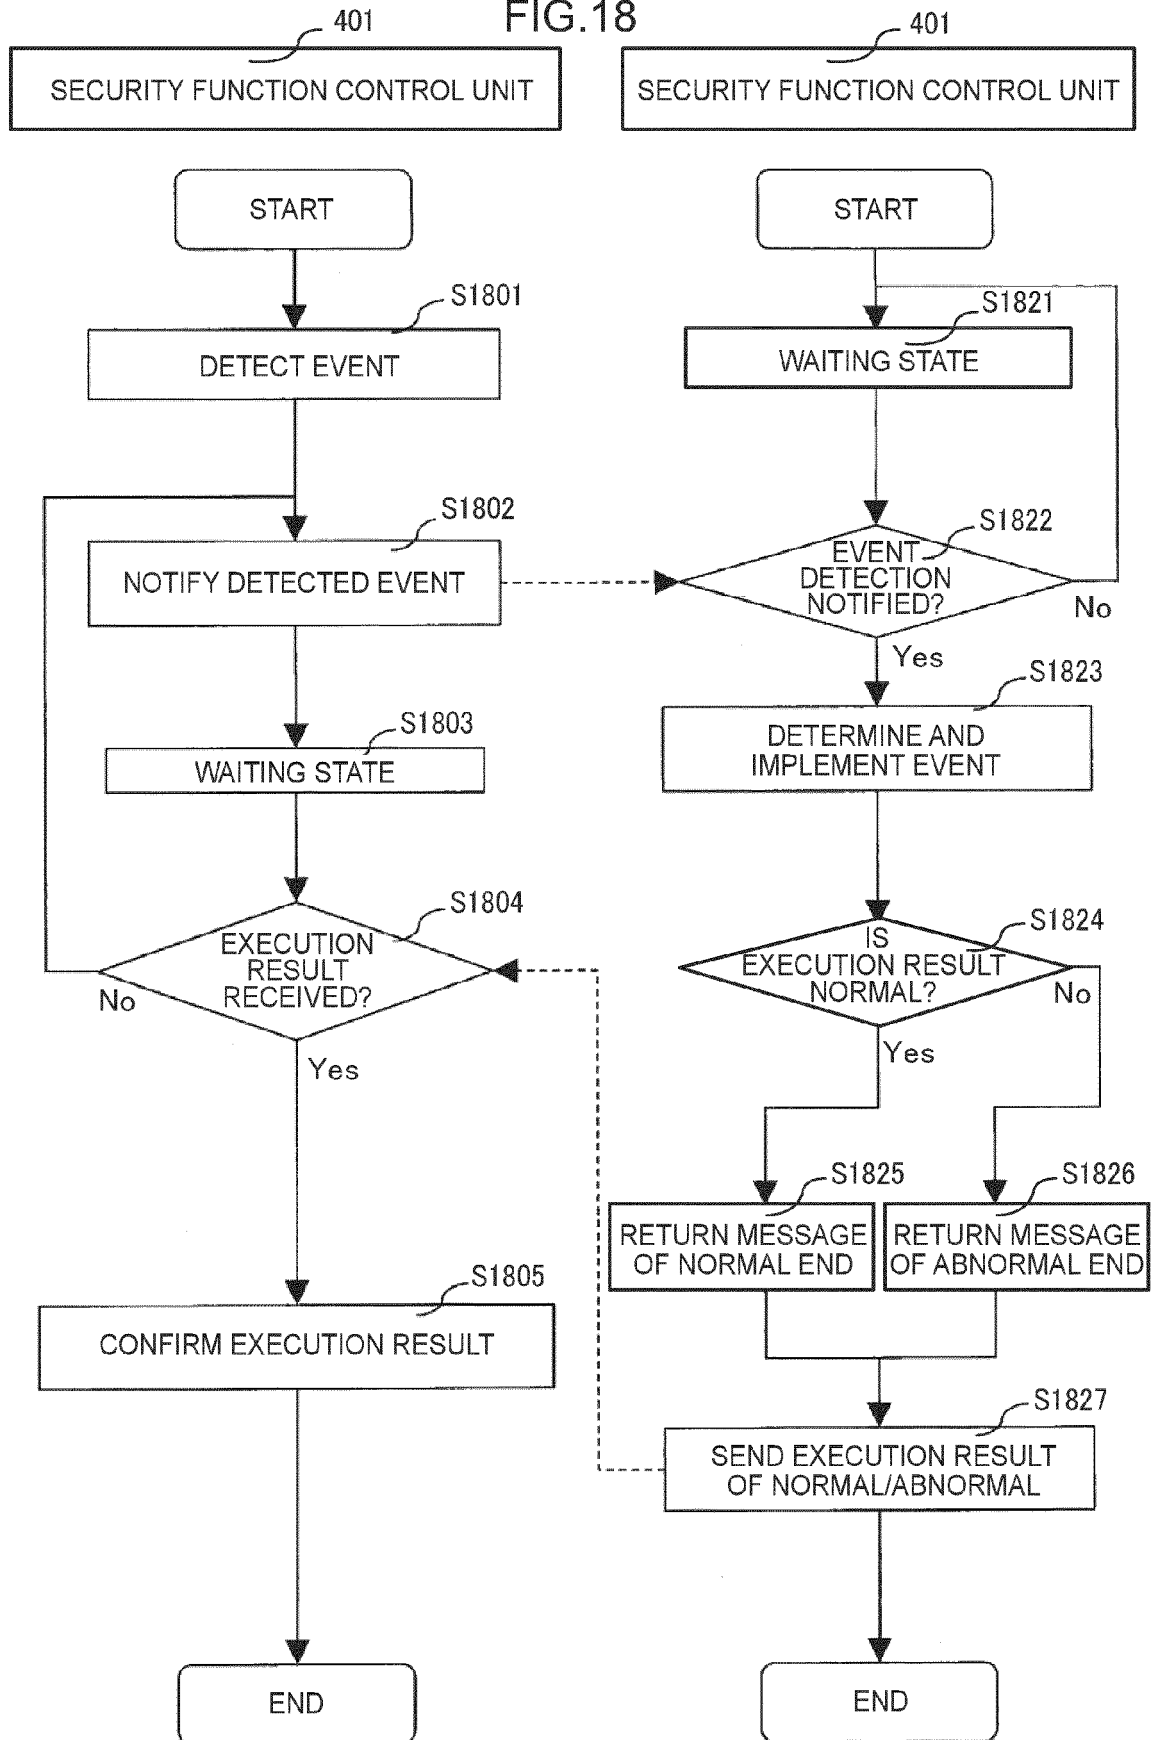 FIG.18
401
SECURITY FUNCTION CONTROL UNIT
START
S1801
DETECT EVENT
S1802
NOTIFY DETECTED EVENT
S1803
WAITING STATE
S1804
EXECUTION
RESULT
RECEIVED?
No
Yes
S1805
CONFIRM EXECUTION RESULT
END
401
SECURITY FUNCTION CONTROL UNIT
START
S1821
WAITING STATE
S1822
EVENT
DETECTION
NOTIFIED?
No
Yes
S1823
DETERMINE AND
IMPLEMENT EVENT
S1824
IS
EXECUTION RESULT
NORMAL?
No
Yes
S1825
RETURN MESSAGE
OF NORMAL END
S1826
RETURN MESSAGE
OF ABNORMAL END
S1827
SEND EXECUTION RESULT
OF NORMAL/ABNORMAL
END